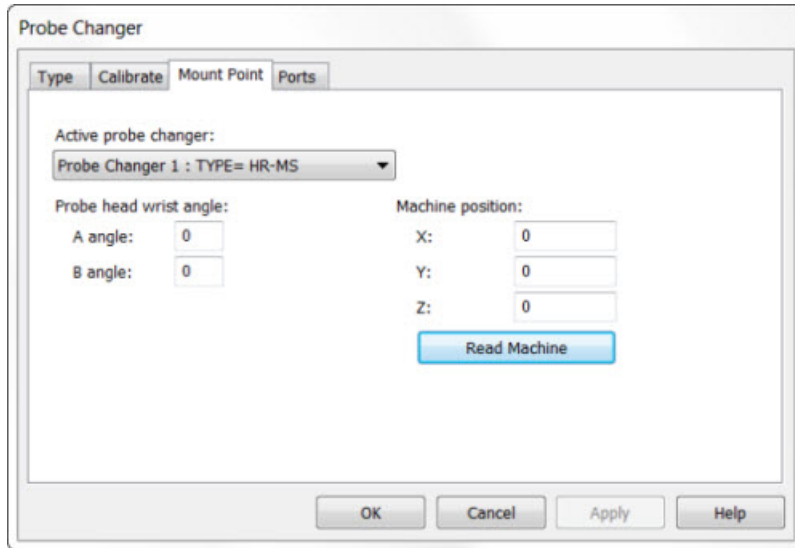 Probe Changer
Type Calibrate Mount Point Ports
Active probe changer:
Probe Changer 1 : TYPE= HR-MS
Probe head wrist angle: Machine position:
A angle: 0 X: 0
B angle: 0 Y: 0
Z: 0
Read Machine
OK Cancel Apply Help